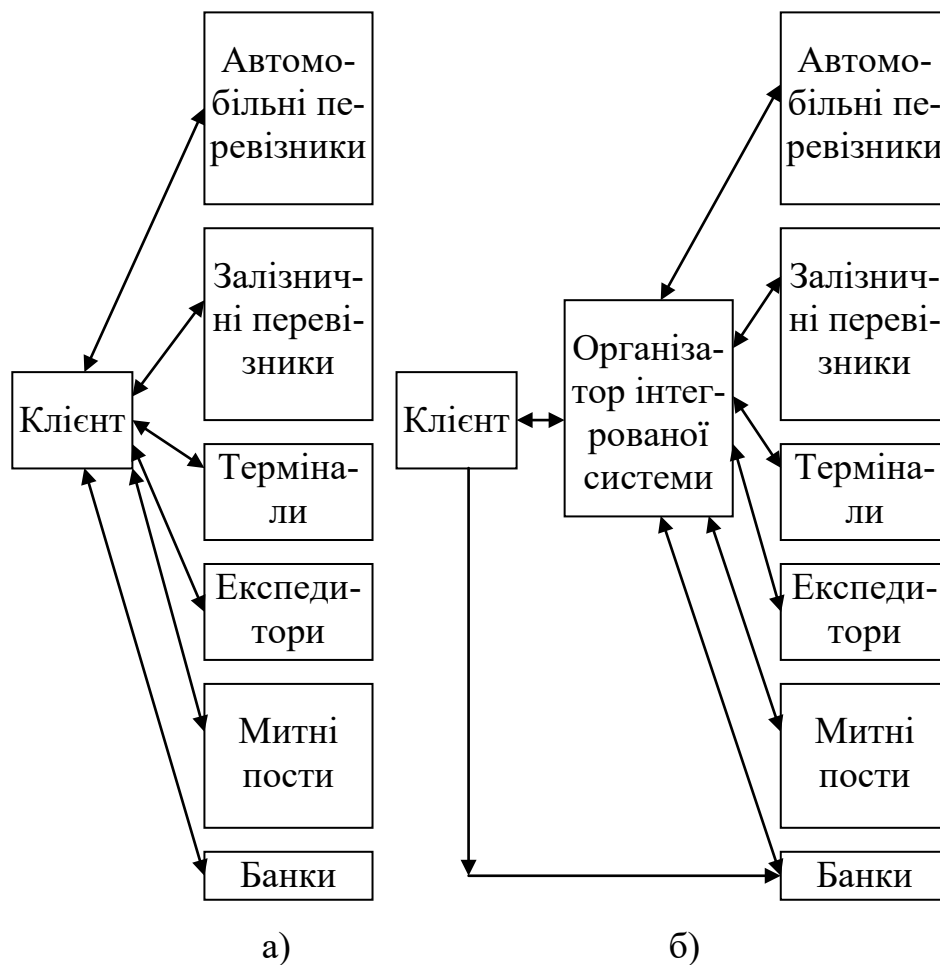 Автомо-
більні пе-
ревізники
Залізнич-
ні переві-
зники
Клієнт
Терміна-
ли
Експеди-
тори
Митні
пости
Банки
а)
Автомо-
більні пе-
ревізники
Залізнич-
ні переві-
зники
Організа-
тор інтег-
рованої
системи
Клієнт
Терміна-
ли
Експеди-
тори
Митні
пости
Банки
б)